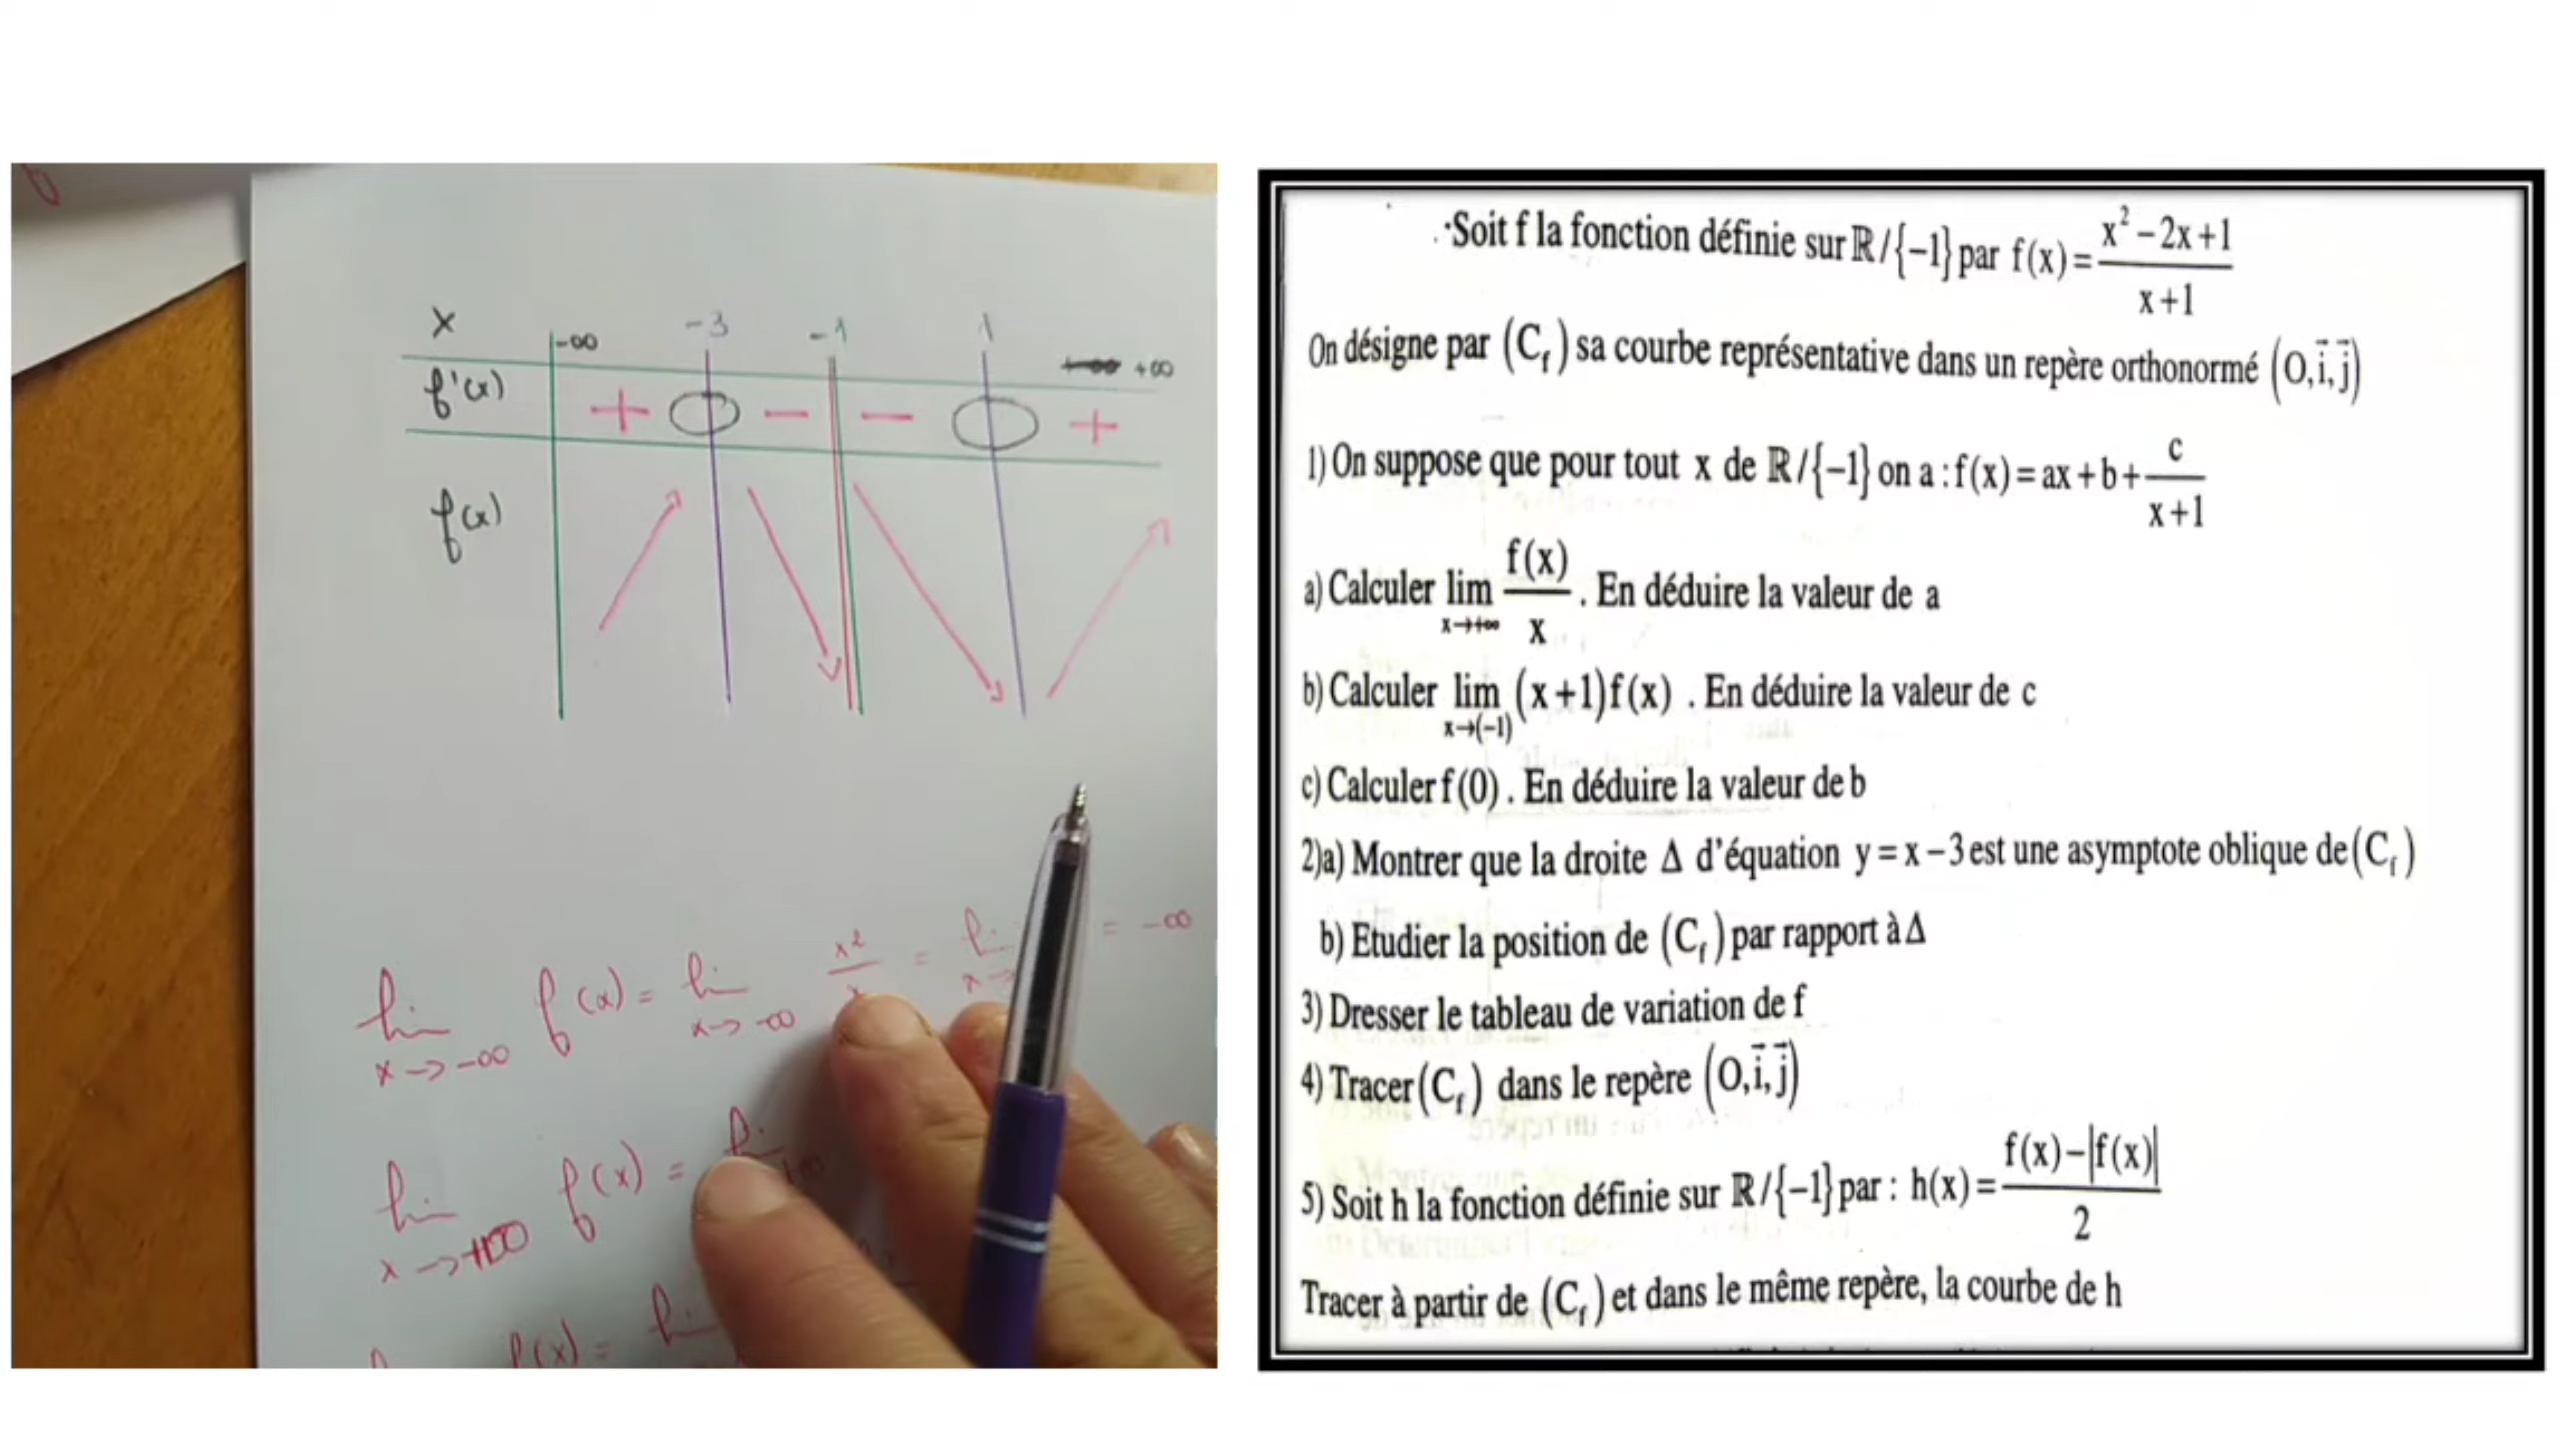 x -∞ -3 -1 1 +∞
f'(x) + - - +
f(x)
lim f(x) = lim x² = = -∞
x → -∞ x → -∞ x
lim f(x) =
x → +∞
f(x) =
Soit f la fonction définie sur ℝ/{−1} par f(x) = (x² − 2x + 1)/(x + 1)
On désigne par (C_f) sa courbe représentative dans un repère orthonormé (O, i⃗, j⃗)
1) On suppose que pour tout x de ℝ/{−1} on a : f(x) = ax + b + c/(x + 1)
a) Calculer lim x→+∞ f(x)/x . En déduire la valeur de a
b) Calculer lim x→(−1) (x+1)f(x) . En déduire la valeur de c
c) Calculer f(0) . En déduire la valeur de b
2)a) Montrer que la droite Δ d'équation y = x − 3 est une asymptote oblique de (C_f)
b) Etudier la position de (C_f) par rapport à Δ
3) Dresser le tableau de variation de f
4) Tracer (C_f) dans le repère (O, i⃗, j⃗)
5) Soit h la fonction définie sur ℝ/{−1} par : h(x) = (f(x) − |f(x)|)/2
Tracer à partir de (C_f) et dans le même repère, la courbe de h